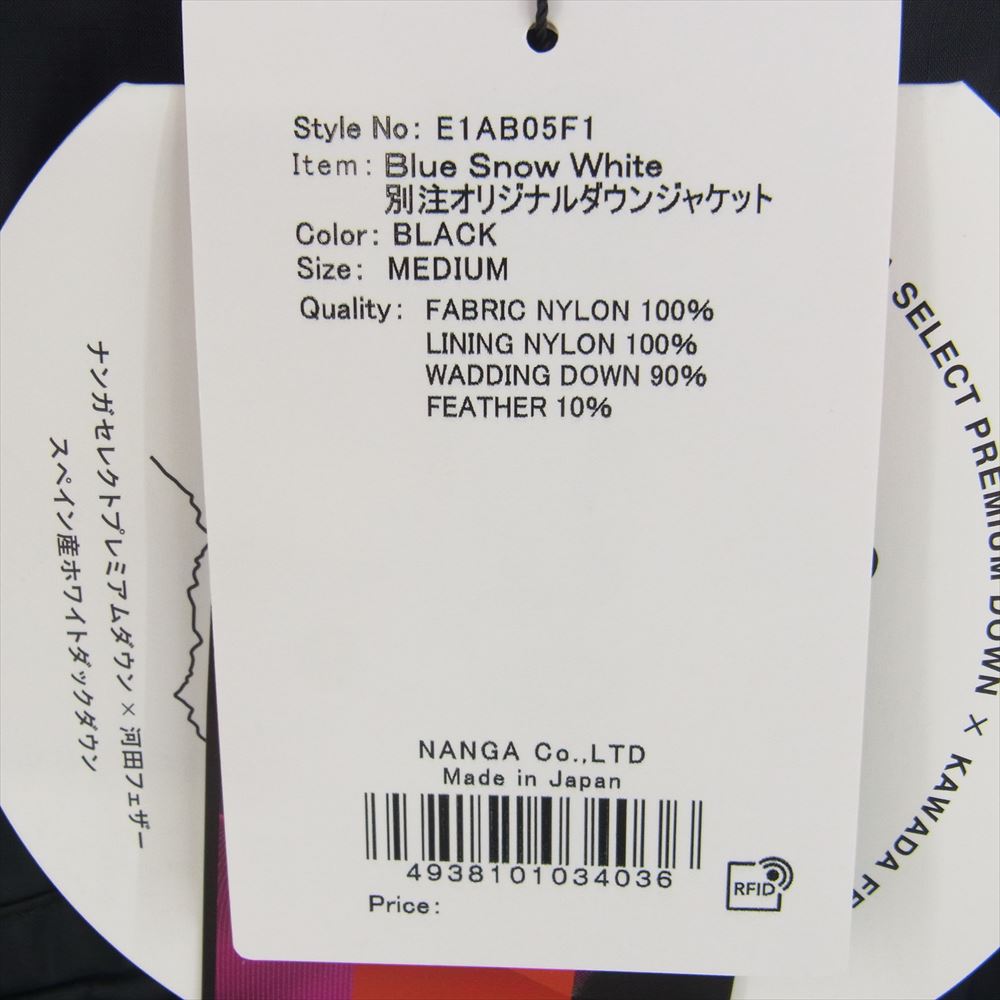 Style No: E1AB05F1
Item: Blue Snow White
別注オリジナルダウンジャケット
Color: BLACK
Size: MEDIUM
Quality: FABRIC NYLON 100%
LINING NYLON 100%
WADDING DOWN 90%
FEATHER 10%
NANGA Co.,LTD
Made in Japan
4938101034036
RFID
Price:
ナンガセレクトプレミアムダウン × 河田フェザー
スペイン産ホワイトダックダウン
SELECT PREMIUM DOWN × KAWADA